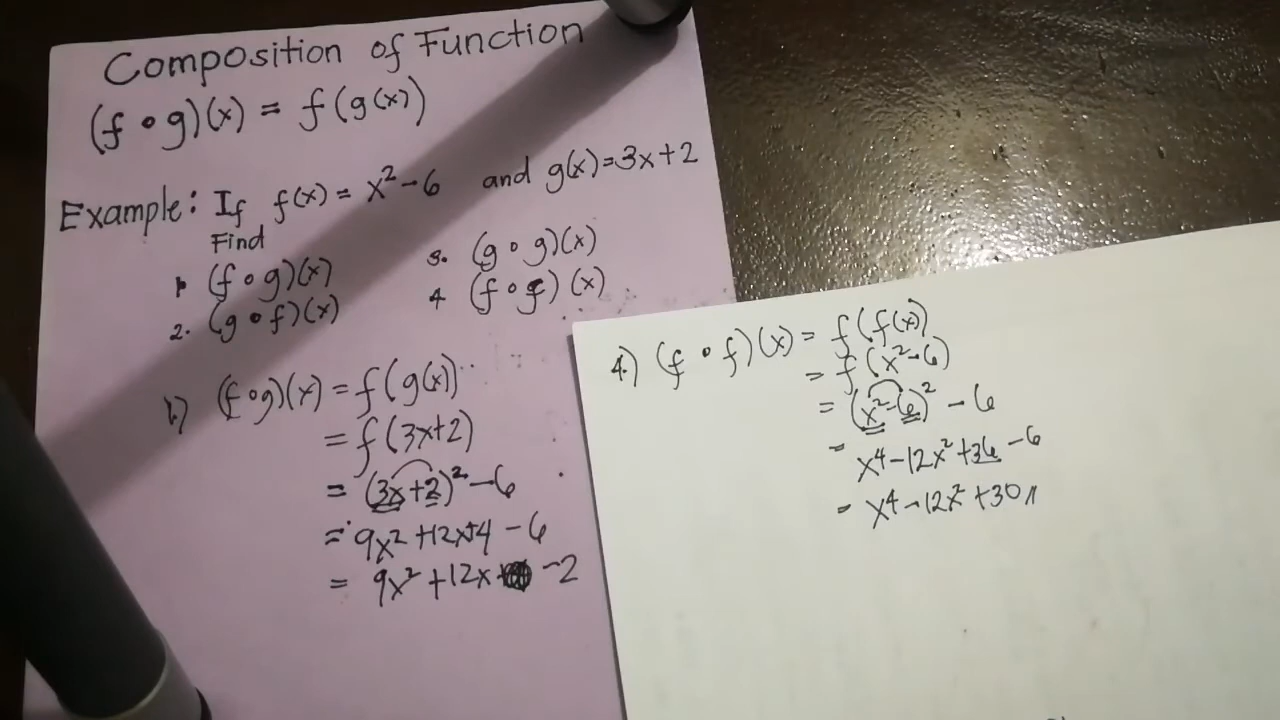 Composition of Function
(f ∘ g)(x) = f(g(x))
Example: If f(x) = x² - 6 and g(x) = 3x + 2
Find
1. (f ∘ g)(x)
2. (g ∘ f)(x)
3. (g ∘ g)(x)
4. (f ∘ f)(x)
1.) (f ∘ g)(x) = f(g(x))
= f(3x+2)
= (3x+2)² - 6
= 9x² + 12x + 4 - 6
= 9x² + 12x - 2
4.) (f ∘ f)(x) = f(f(x))
= f(x² - 6)
= (x² - 6)² - 6
= x⁴ - 12x² + 36 - 6
= x⁴ - 12x² + 30